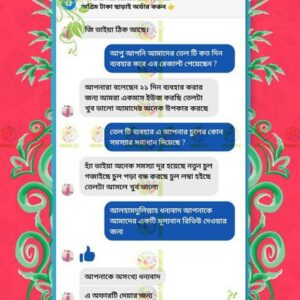 অগ্রিম টাকা ছাড়াই অর্ডার করুন 👉
জি ভাইয়া ঠিক আছে।
আপু আপনি আমাদের তেল টি কত দিন
ব্যবহার করে এর রেজাল্ট পেয়েছেন ?
আপনারা বলেছেন ২১ দিন ব্যবহার করার
জন্য আমরা একমাস ইউজ করছি তেলটা
খুব ভালো আমাদের অনেক উপকার করছে
তেল টি ব্যবহার এ আপনার চুলের কোন
সমস্যার সমাধান দিয়েছে ?
হ্যাঁ ভাইয়া অনেক সমস্যা দূর হয়েছে নতুন চুল
গজাইছে চুল পড়া বন্ধ করছে চুল লম্বা হইছে
তেলটা আসলে খুব ভালো
আলহামদুলিল্লাহ ধন্যবাদ আপনাকে
আমাদের একটি মূল্যবান রিভিউ দেওয়ার
জন্য
আপনাকে অসংখ্য ধন্যবাদ
এ অফারটি দেয়ার জন্য